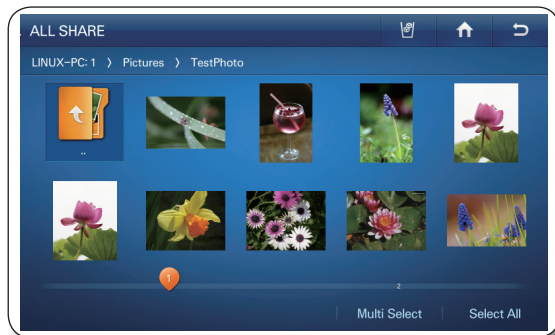 ALL SHARE
LINUX-PC: 1 〉 Pictures 〉 TestPhoto
..
1
2
Multi Select
Select All